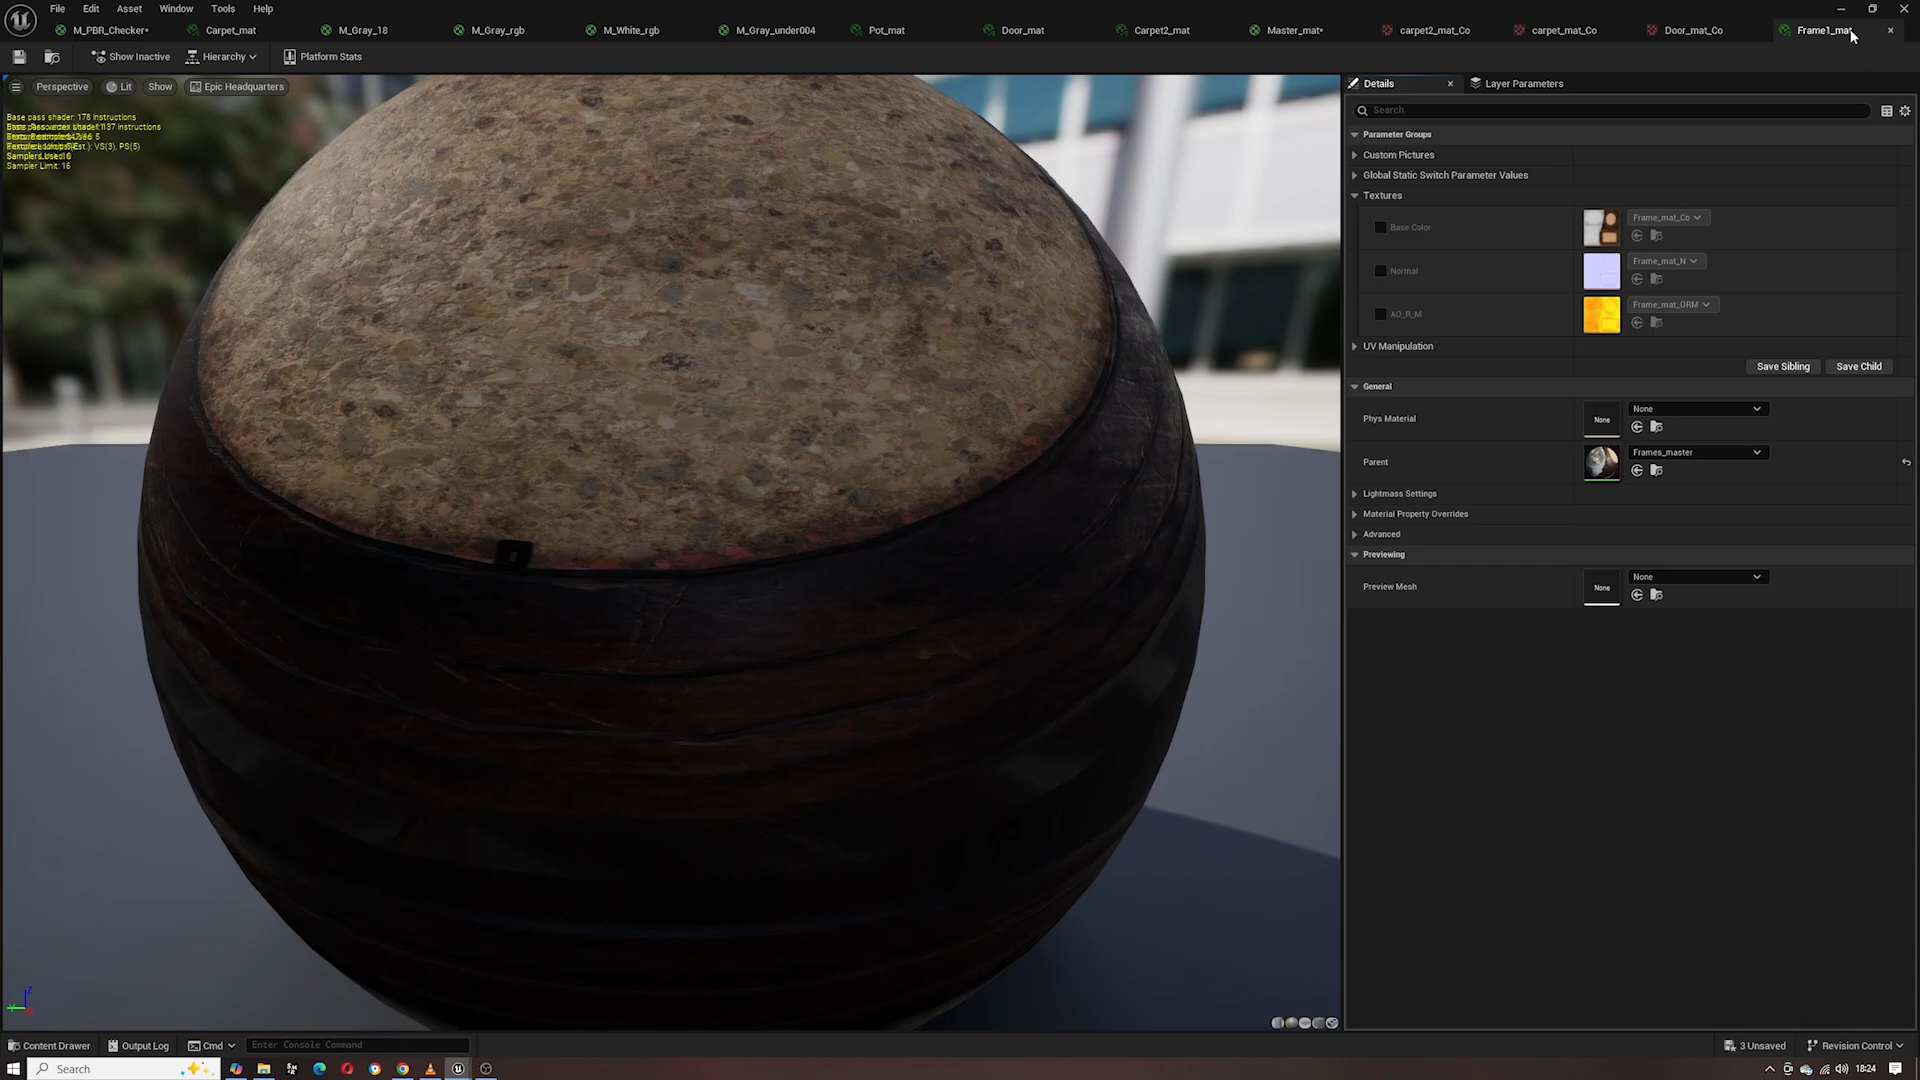 File Edit Asset Window Tools Help
M_PBR_Checker* Carpet_mat M_Gray_18 M_Gray_rgb M_White_rgb M_Gray_under004 Pot_mat Door_mat Carpet2_mat Master_mat* carpet2_mat_Co carpet_mat_Co Door_mat_Co Frame1_mat
Show Inactive Hierarchy Platform Stats
Perspective Lit Show Epic Headquarters
Details Layer Parameters
Search
Base pass shader: 178 instructions
Sampler Limit: 16
Parameter Groups
Custom Pictures
Global Static Switch Parameter Values
Textures
Base Color Frame_mat_Co
Normal Frame_mat_N
AO_R_M Frame_mat_ORM
UV Manipulation
Save Sibling Save Child
General
Phys Material None None
Parent Frames_master
Lightmass Settings
Material Property Overrides
Advanced
Previewing
Preview Mesh None None
Content Drawer Output Log Cmd Enter Console Command 3 Unsaved Revision Control
Search 18:24